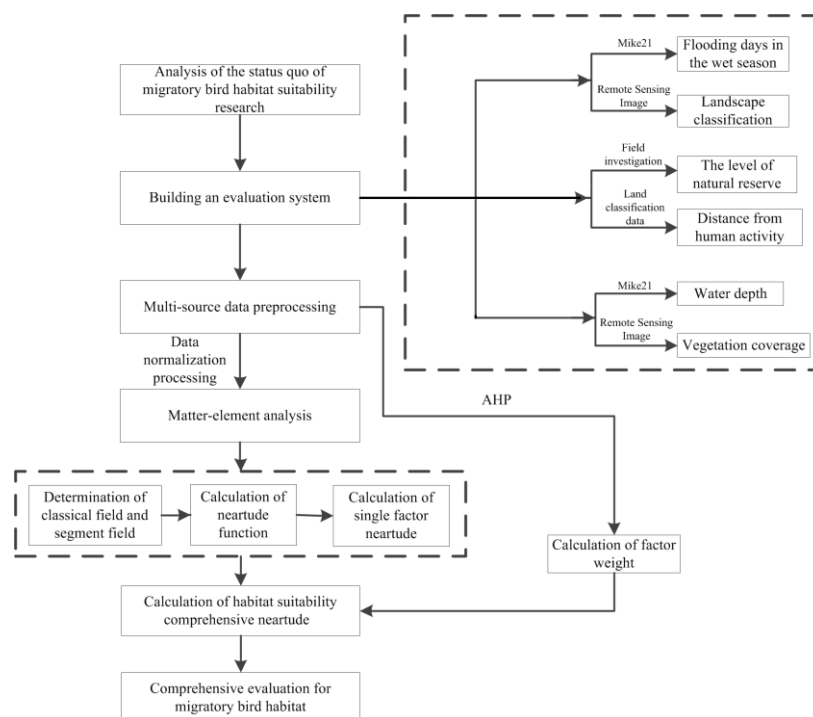 Analysis of the status quo of
migratory bird habitat suitability
research
Building an evaluation system
Multi-source data preprocessing
Data
normalization
processing
Matter-element analysis
Determination of
classical field and
segment field
Calculation of
neartude
function
Calculation of
single factor
neartude
Calculation of habitat suitability
comprehensive neartude
Comprehensive evaluation for
migratory bird habitat
AHP
Calculation of factor
weight
Mike21
Flooding days in
the wet season
Remote Sensing
Image
Landscape
classification
Field
investigation
The level of
natural reserve
Land
classification
data
Distance from
human activity
Mike21
Water depth
Remote Sensing
Image
Vegetation coverage